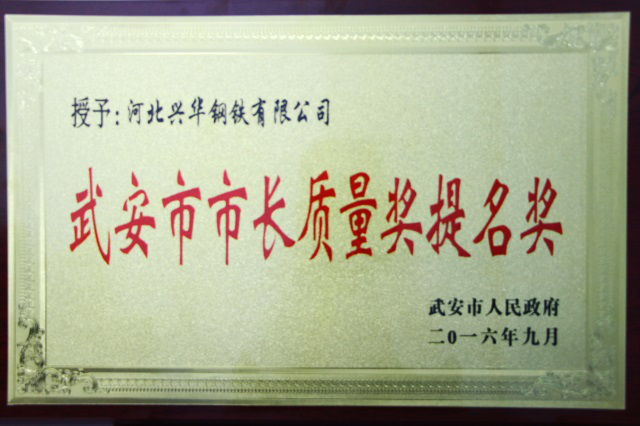 授予:河北兴华钢铁有限公司
武安市市长质量奖提名奖
武安市人民政府
二0一六年九月